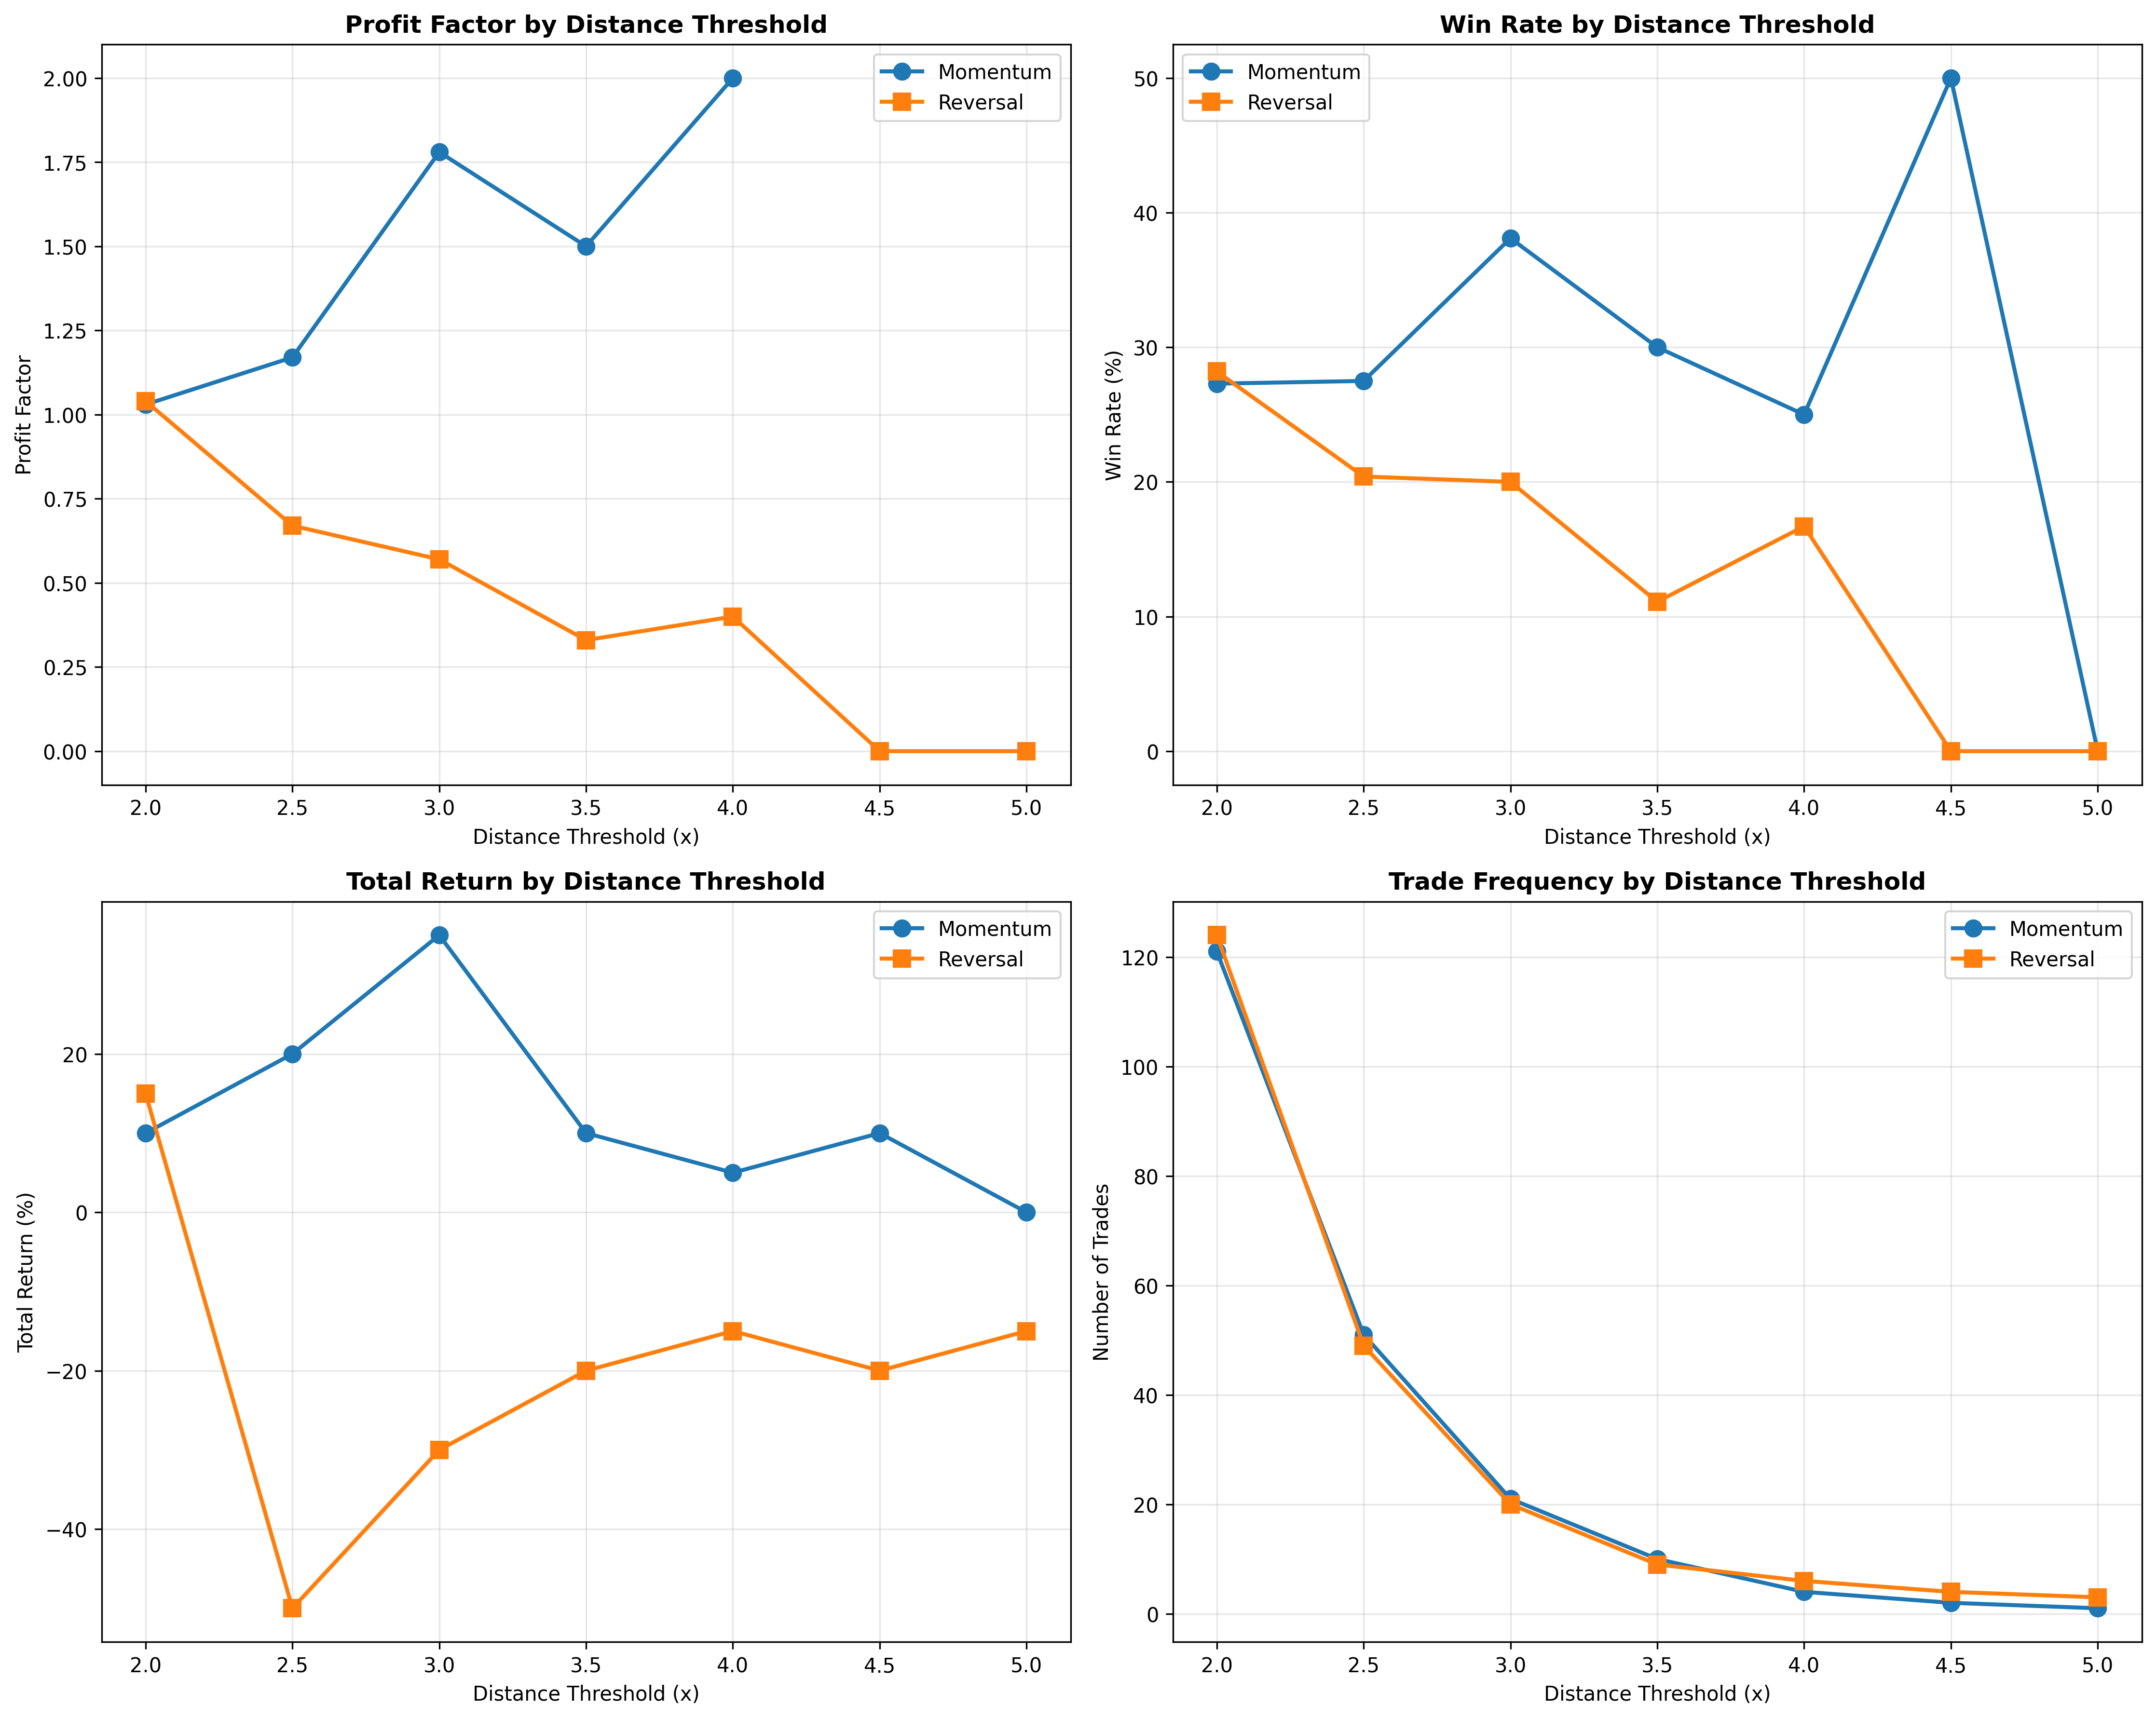 Profit Factor by Distance Threshold
Momentum
Reversal
Profit Factor
2.00
1.75
1.50
1.25
1.00
0.75
0.50
0.25
0.00
2.0 2.5 3.0 3.5 4.0 4.5 5.0
Distance Threshold (x)
Win Rate by Distance Threshold
Momentum
Reversal
Win Rate (%)
50
40
30
20
10
0
2.0 2.5 3.0 3.5 4.0 4.5 5.0
Distance Threshold (x)
Total Return by Distance Threshold
Momentum
Reversal
Total Return (%)
20
0
−20
−40
2.0 2.5 3.0 3.5 4.0 4.5 5.0
Distance Threshold (x)
Trade Frequency by Distance Threshold
Momentum
Reversal
Number of Trades
120
100
80
60
40
20
0
2.0 2.5 3.0 3.5 4.0 4.5 5.0
Distance Threshold (x)